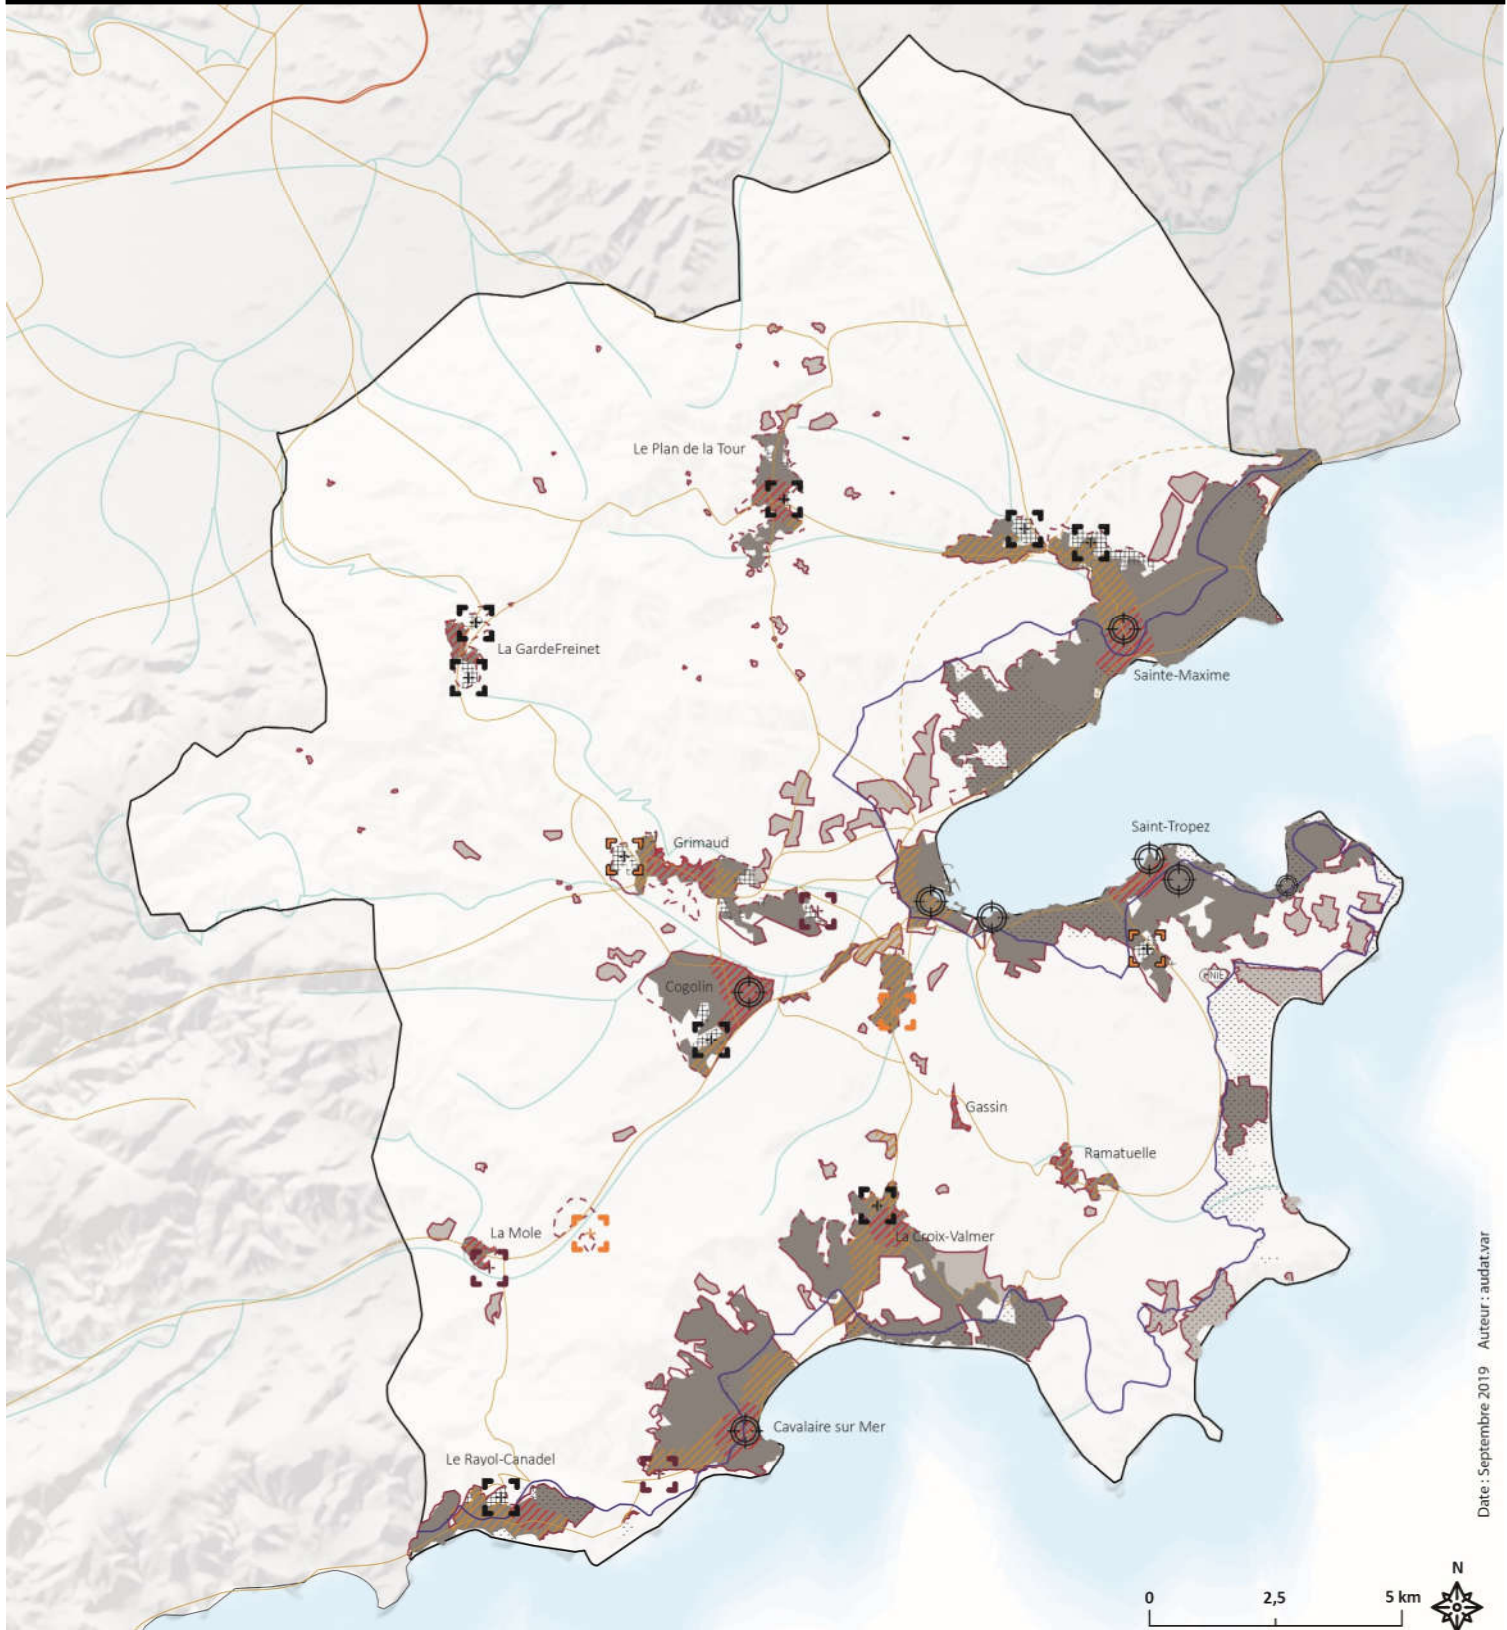 Le Plan de la Tour
La GardeFreinet
Sainte-Maxime
Grimaud
Saint-Tropez
Cogolin
Gassin
Ramatuelle
La Mole
La Croix-Valmer
Cavalaire sur Mer
Le Rayol-Canadel
Date : Septembre 2019 Auteur : audat.var
N
0 2,5 5 km